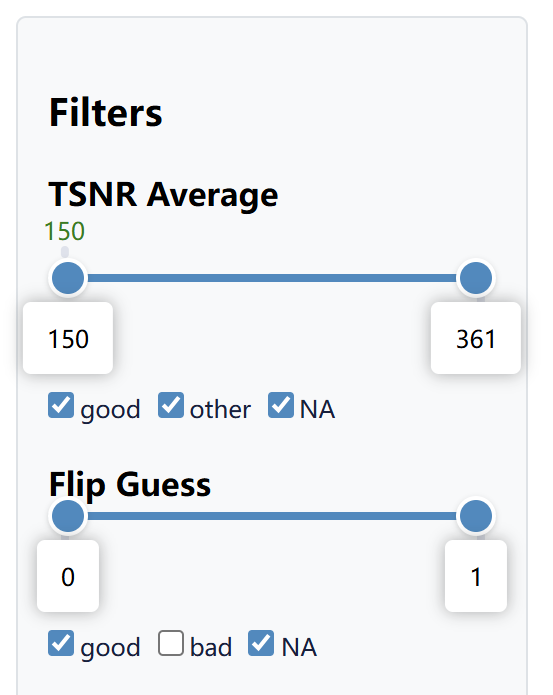 Filters
TSNR Average
150
150 361
good other NA
Flip Guess
0 1
good bad NA